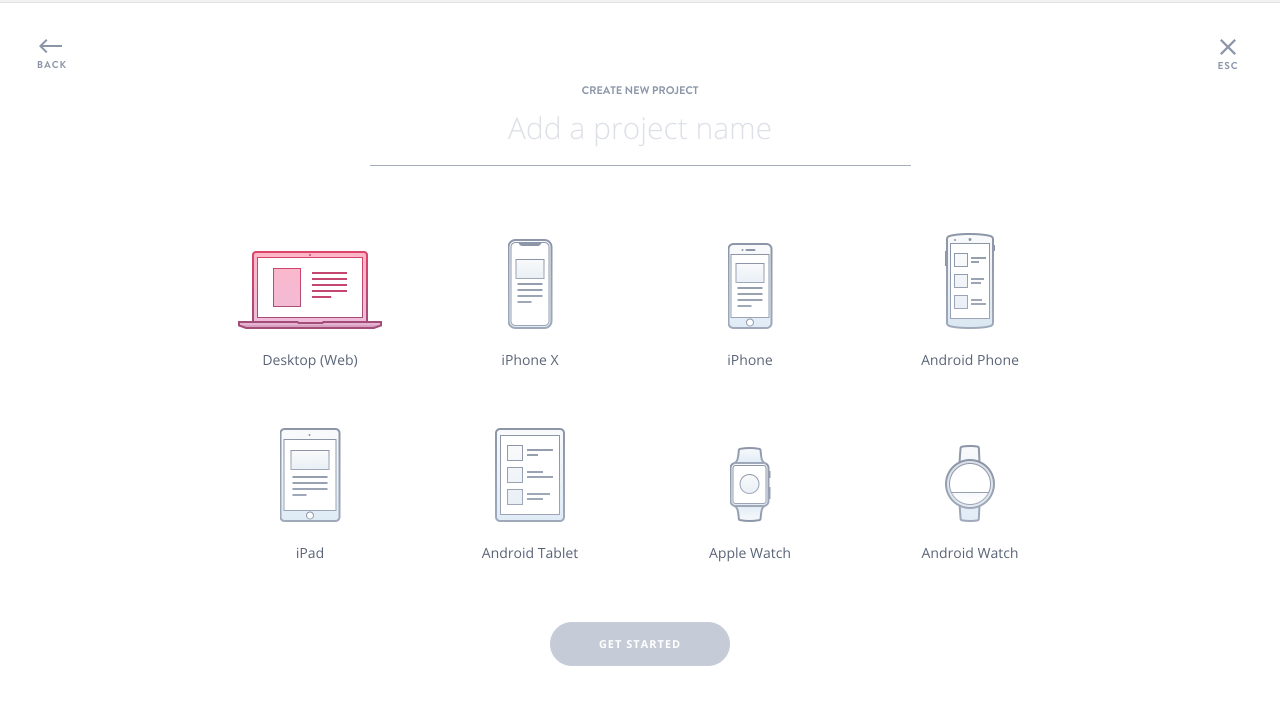 BACK
ESC
CREATE NEW PROJECT
Add a project name
Desktop (Web)
iPhone X
iPhone
Android Phone
iPad
Android Tablet
Apple Watch
Android Watch
GET STARTED